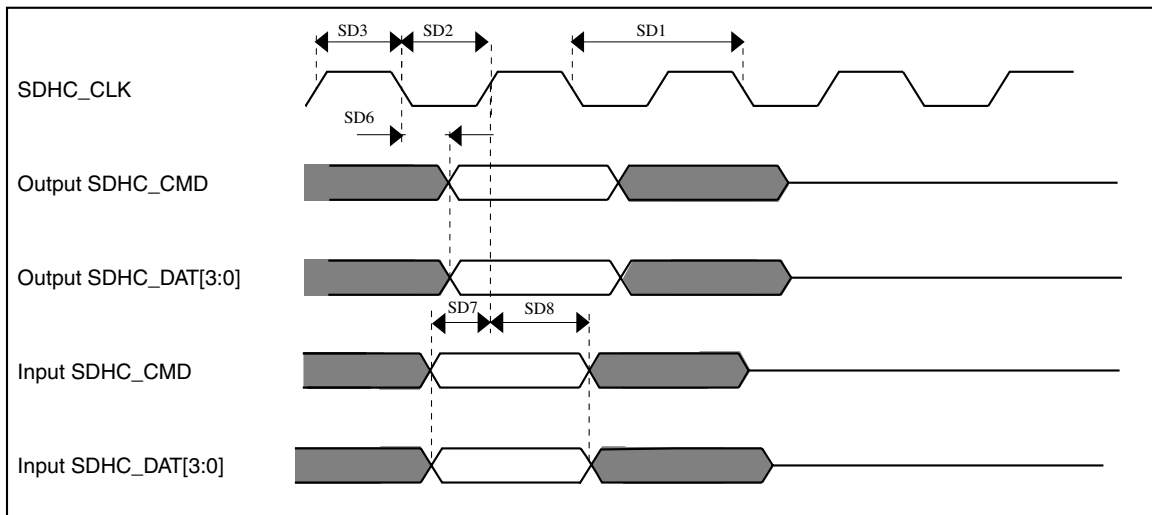 SD3 SD2 SD1
SDHC_CLK
SD6
Output SDHC_CMD
Output SDHC_DAT[3:0]
SD7 SD8
Input SDHC_CMD
Input SDHC_DAT[3:0]